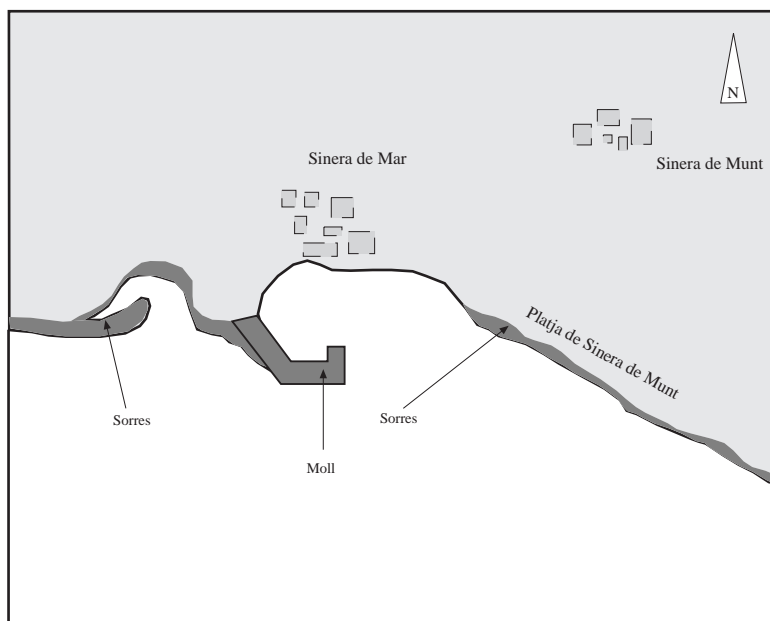 N
Sinera de Mar
Sinera de Munt
Platja de Sinera de Munt
Sorres
Sorres
Moll